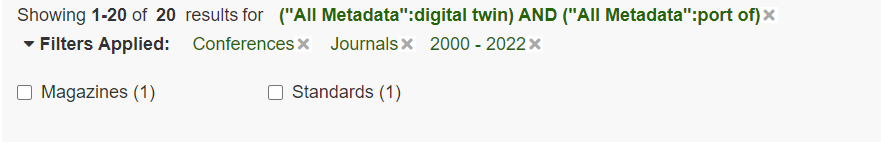 Showing 1-20 of 20 results for ("All Metadata":digital twin) AND ("All Metadata":port of)×
▾ Filters Applied: Conferences× Journals× 2000 - 2022×
Magazines (1) Standards (1)